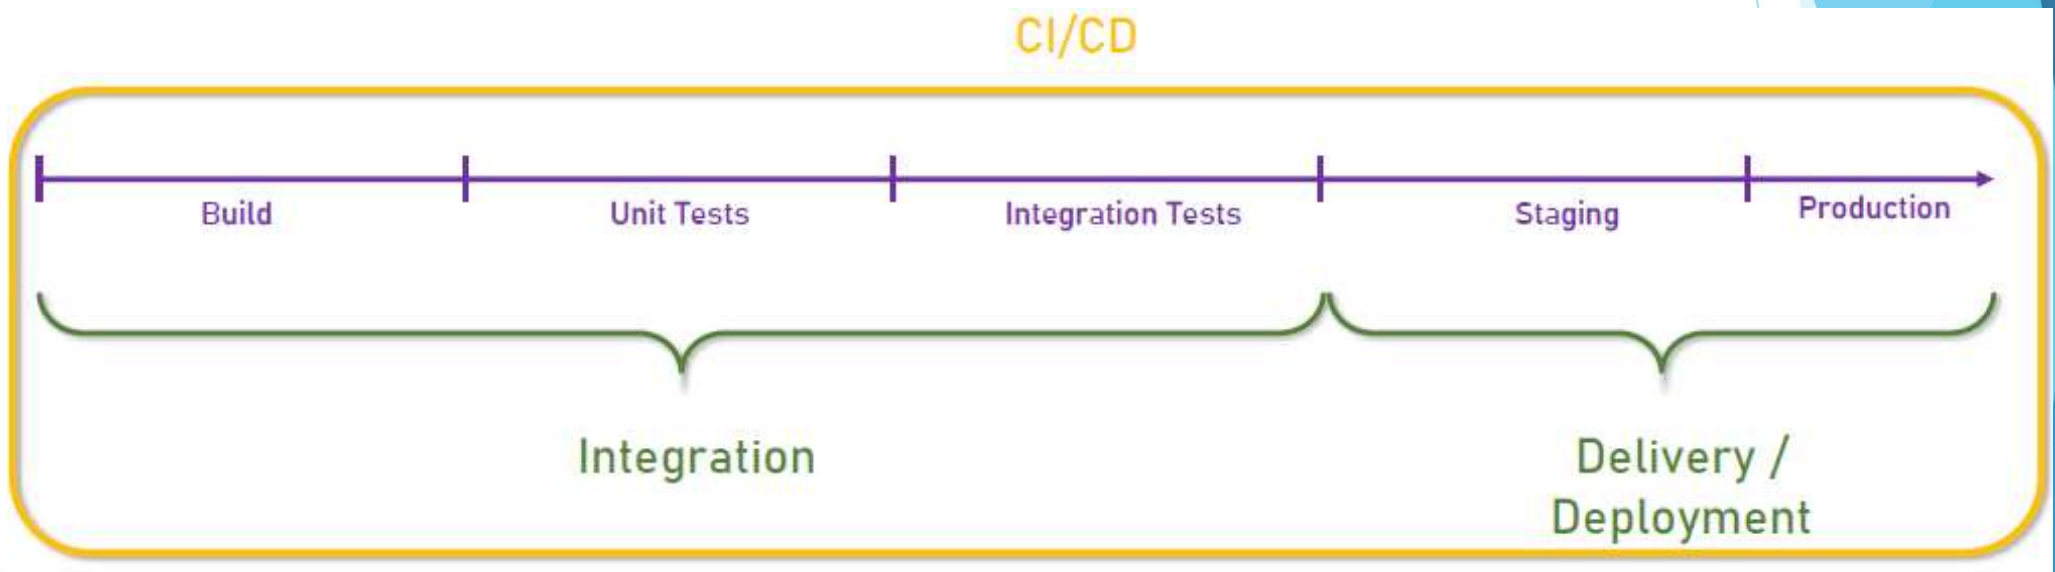 CI/CD
Build
Unit Tests
Integration Tests
Staging
Production
Integration
Delivery /
Deployment